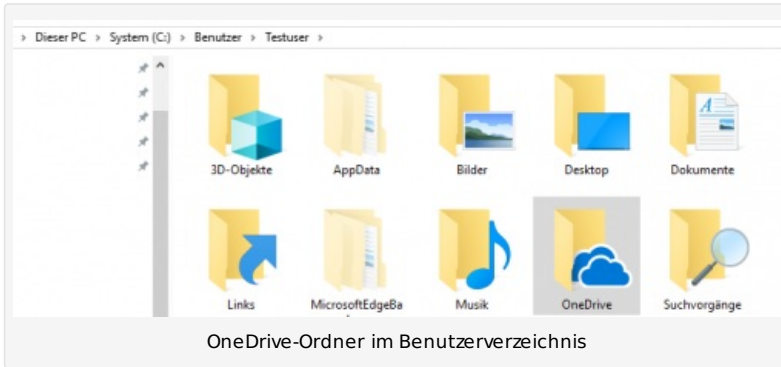 > Dieser PC > System (C:) > Benutzer > Testuser >
3D-Objekte
AppData
Bilder
Desktop
Dokumente
Links
MicrosoftEdgeBa
Musik
OneDrive
Suchvorgänge
OneDrive-Ordner im Benutzerverzeichnis